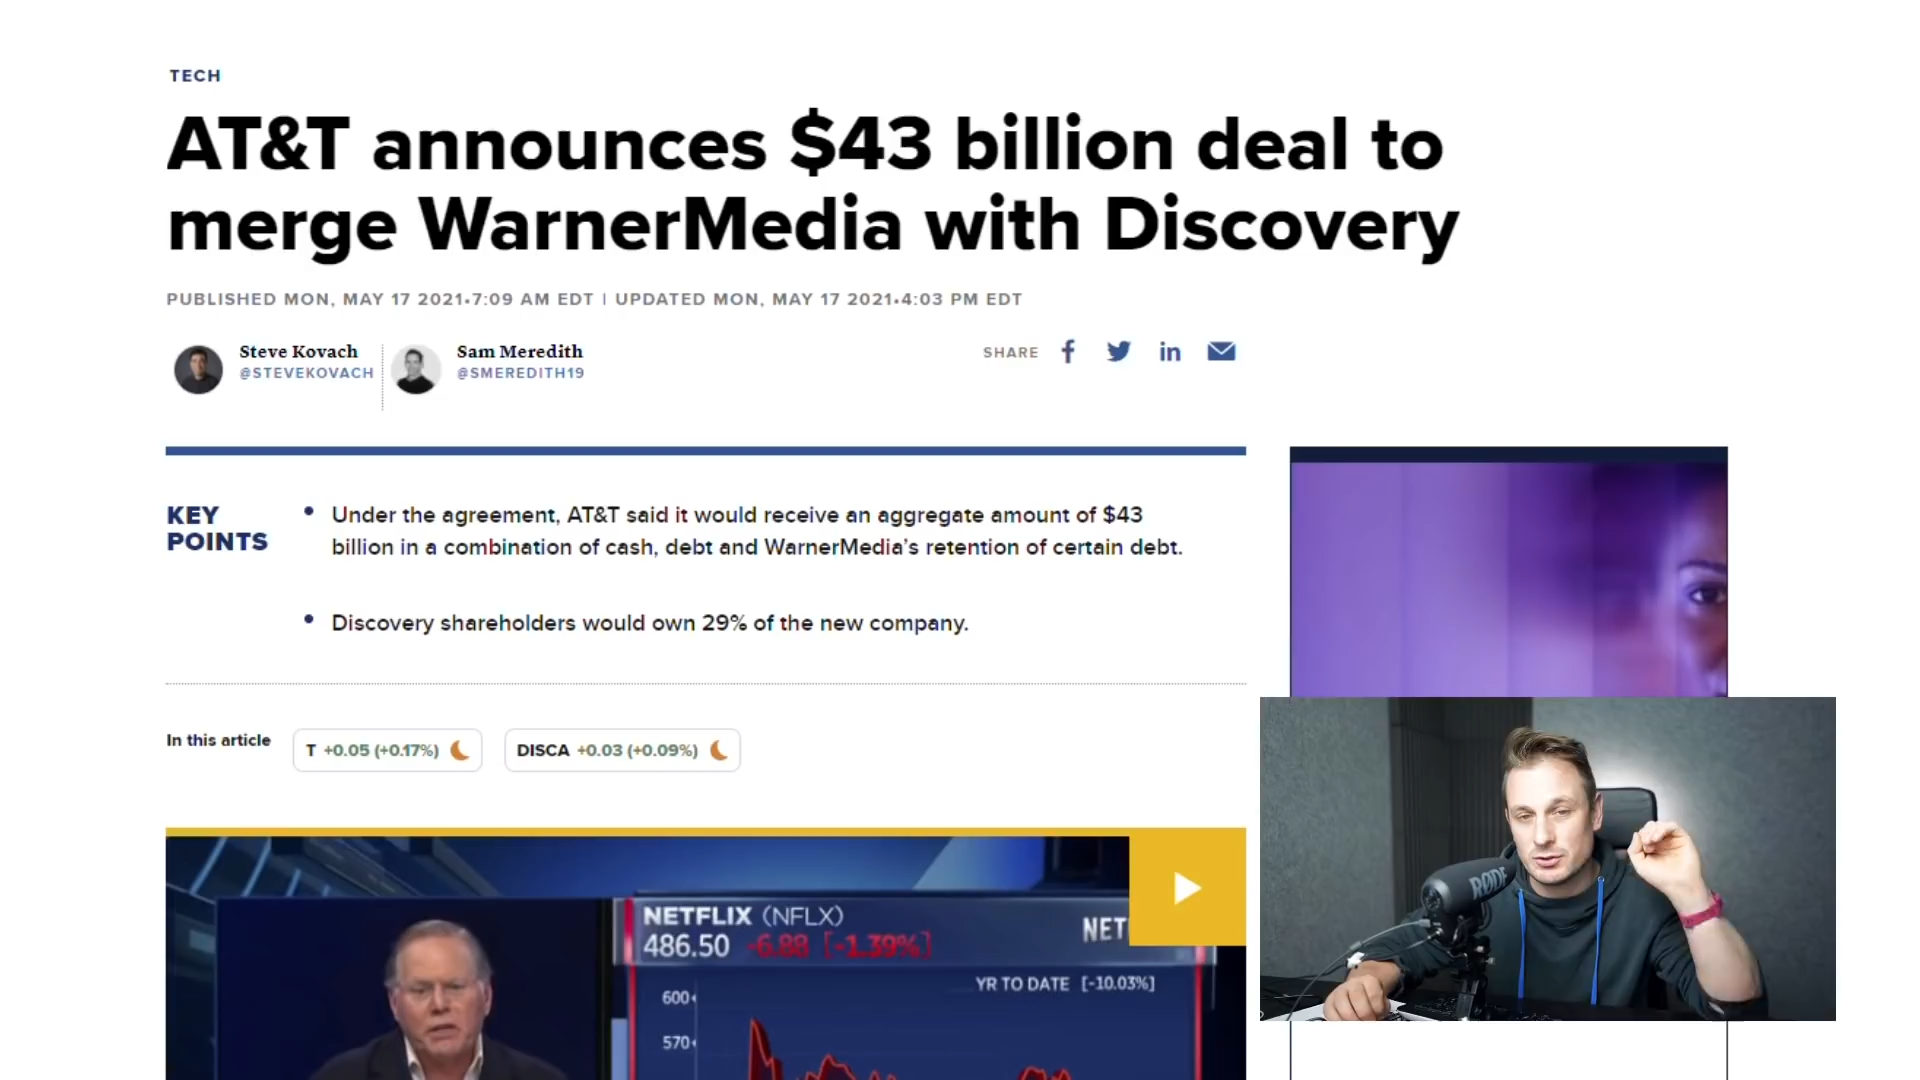 TECH
AT&T announces $43 billion deal to
merge WarnerMedia with Discovery
PUBLISHED MON, MAY 17 2021•7:09 AM EDT | UPDATED MON, MAY 17 2021•4:03 PM EDT
Steve Kovach
@STEVEKOVACH
Sam Meredith
@SMEREDITH19
SHARE
KEY
POINTS
• Under the agreement, AT&T said it would receive an aggregate amount of $43
billion in a combination of cash, debt and WarnerMedia’s retention of certain debt.
• Discovery shareholders would own 29% of the new company.
In this article
T +0.05 (+0.17%)
DISCA +0.03 (+0.09%)
NETFLIX (NFLX)
486.50 -6.88 [-1.39%]
NET
YR TO DATE [-10.03%]
600
570
RØDE